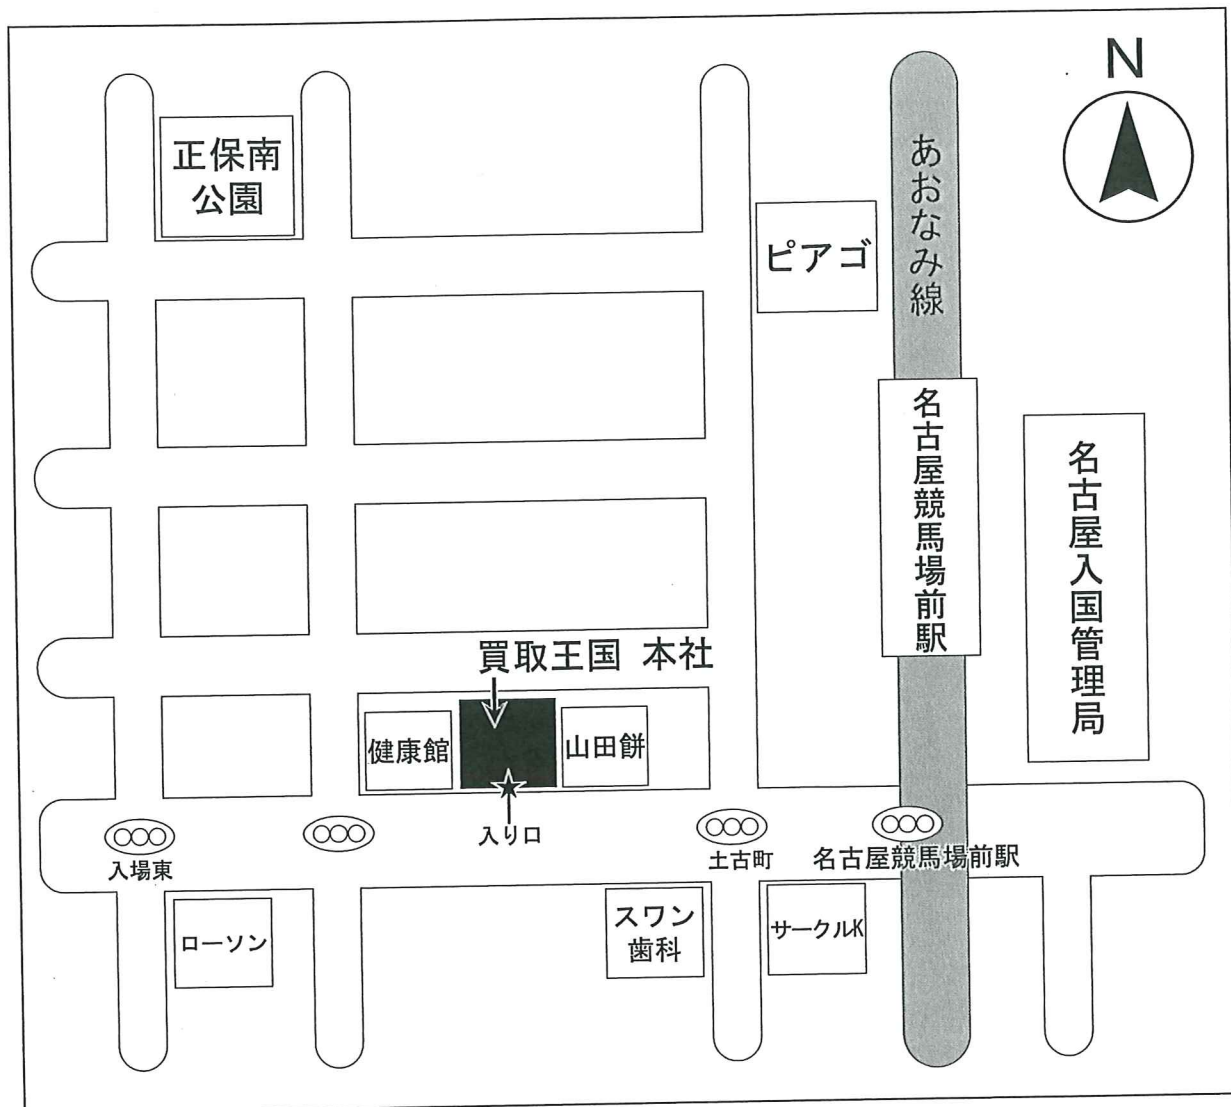 N
正保南
公園
ピアゴ
あおなみ線
名古屋競馬場前駅
名古屋入国管理局
買取王国 本社
健康館
山田餅
入り口
入場東
土古町
名古屋競馬場前駅
ローソン
スワン
歯科
サークルK